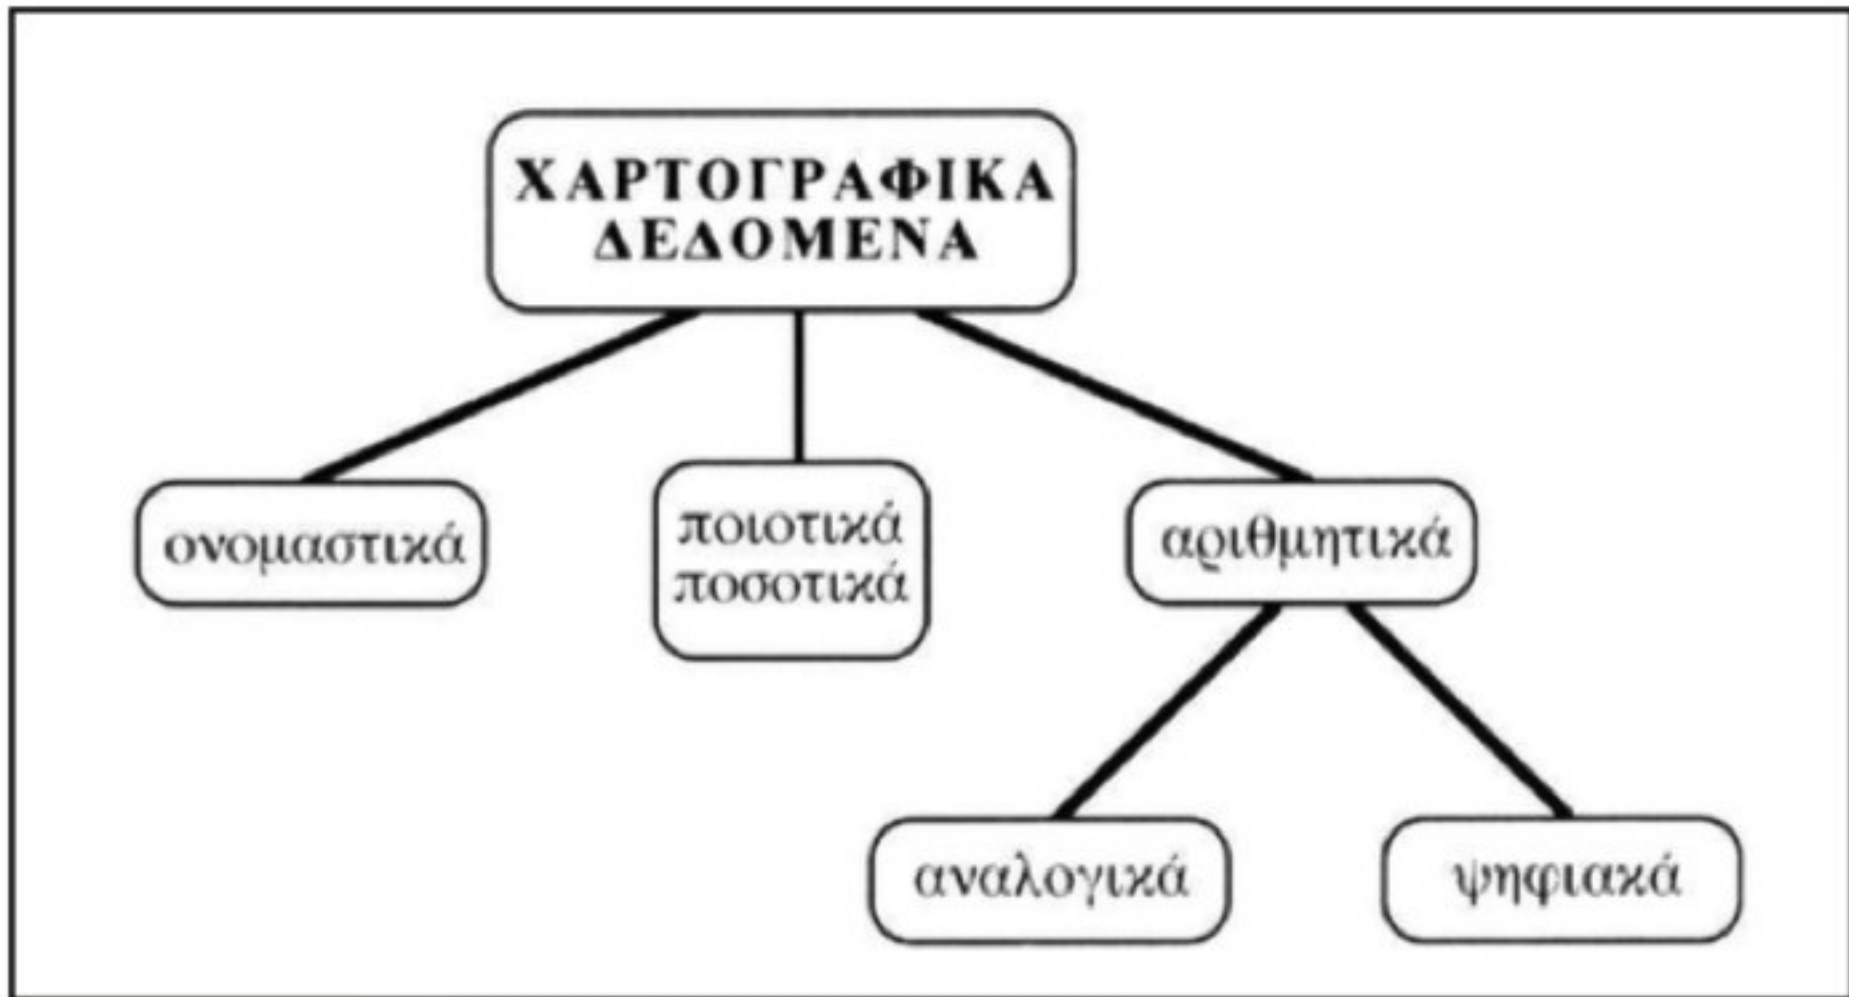 ΧΑΡΤΟΓΡΑΦΙΚΑ
ΔΕΔΟΜΕΝΑ
ονομαστικά
ποιοτικά
ποσοτικά
αριθμητικά
αναλογικά
ψηφιακά